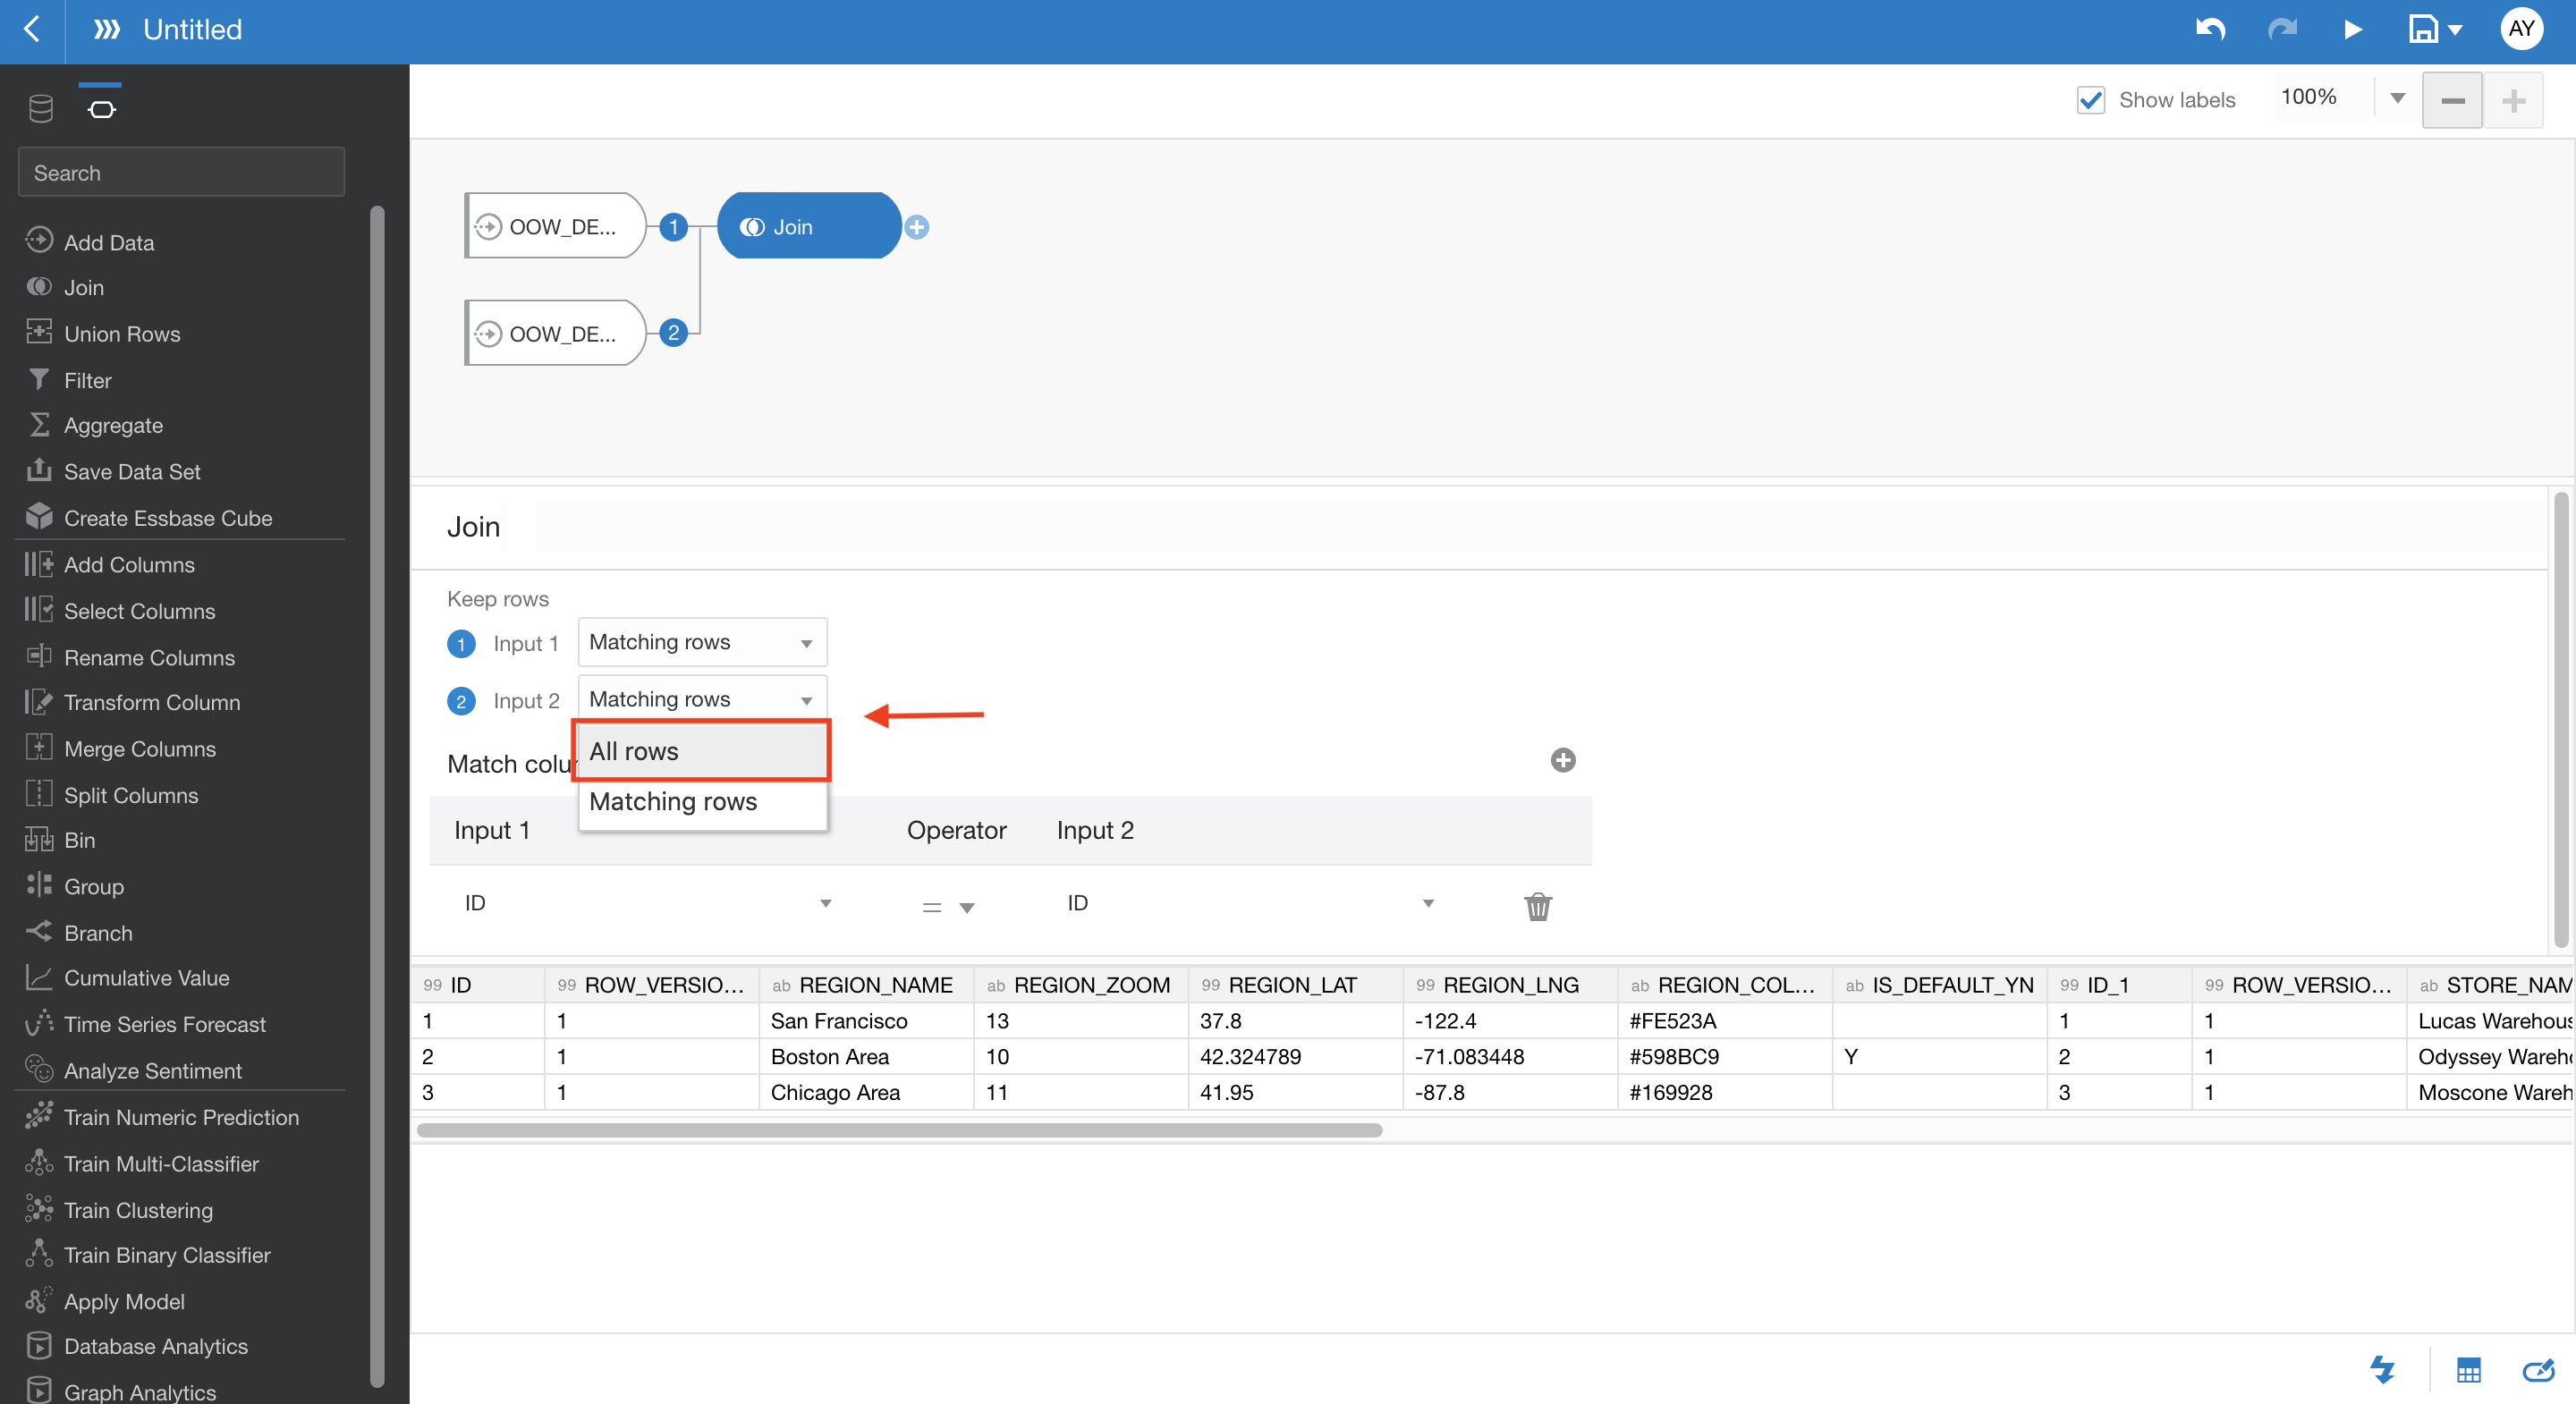 Untitled
AY
Show labels 100%
Search
Add Data
Join
Union Rows
Filter
Aggregate
Save Data Set
Create Essbase Cube
Add Columns
Select Columns
Rename Columns
Transform Column
Merge Columns
Split Columns
Bin
Group
Branch
Cumulative Value
Time Series Forecast
Analyze Sentiment
Train Numeric Prediction
Train Multi-Classifier
Train Clustering
Train Binary Classifier
Apply Model
Database Analytics
Graph Analytics
OOW_DE... 1 Join
OOW_DE... 2
Join
Keep rows
1 Input 1 Matching rows
2 Input 2 Matching rows
All rows
Matching rows
Match colu
Input 1 Operator Input 2
ID = ID
99 ID 99 ROW_VERSIO... ab REGION_NAME ab REGION_ZOOM 99 REGION_LAT 99 REGION_LNG ab REGION_COL... ab IS_DEFAULT_YN 99 ID_1 99 ROW_VERSIO... ab STORE_NAM
1 1 San Francisco 13 37.8 -122.4 #FE523A 1 1 Lucas Warehous
2 1 Boston Area 10 42.324789 -71.083448 #598BC9 Y 2 1 Odyssey Wareh
3 1 Chicago Area 11 41.95 -87.8 #169928 3 1 Moscone Wareh